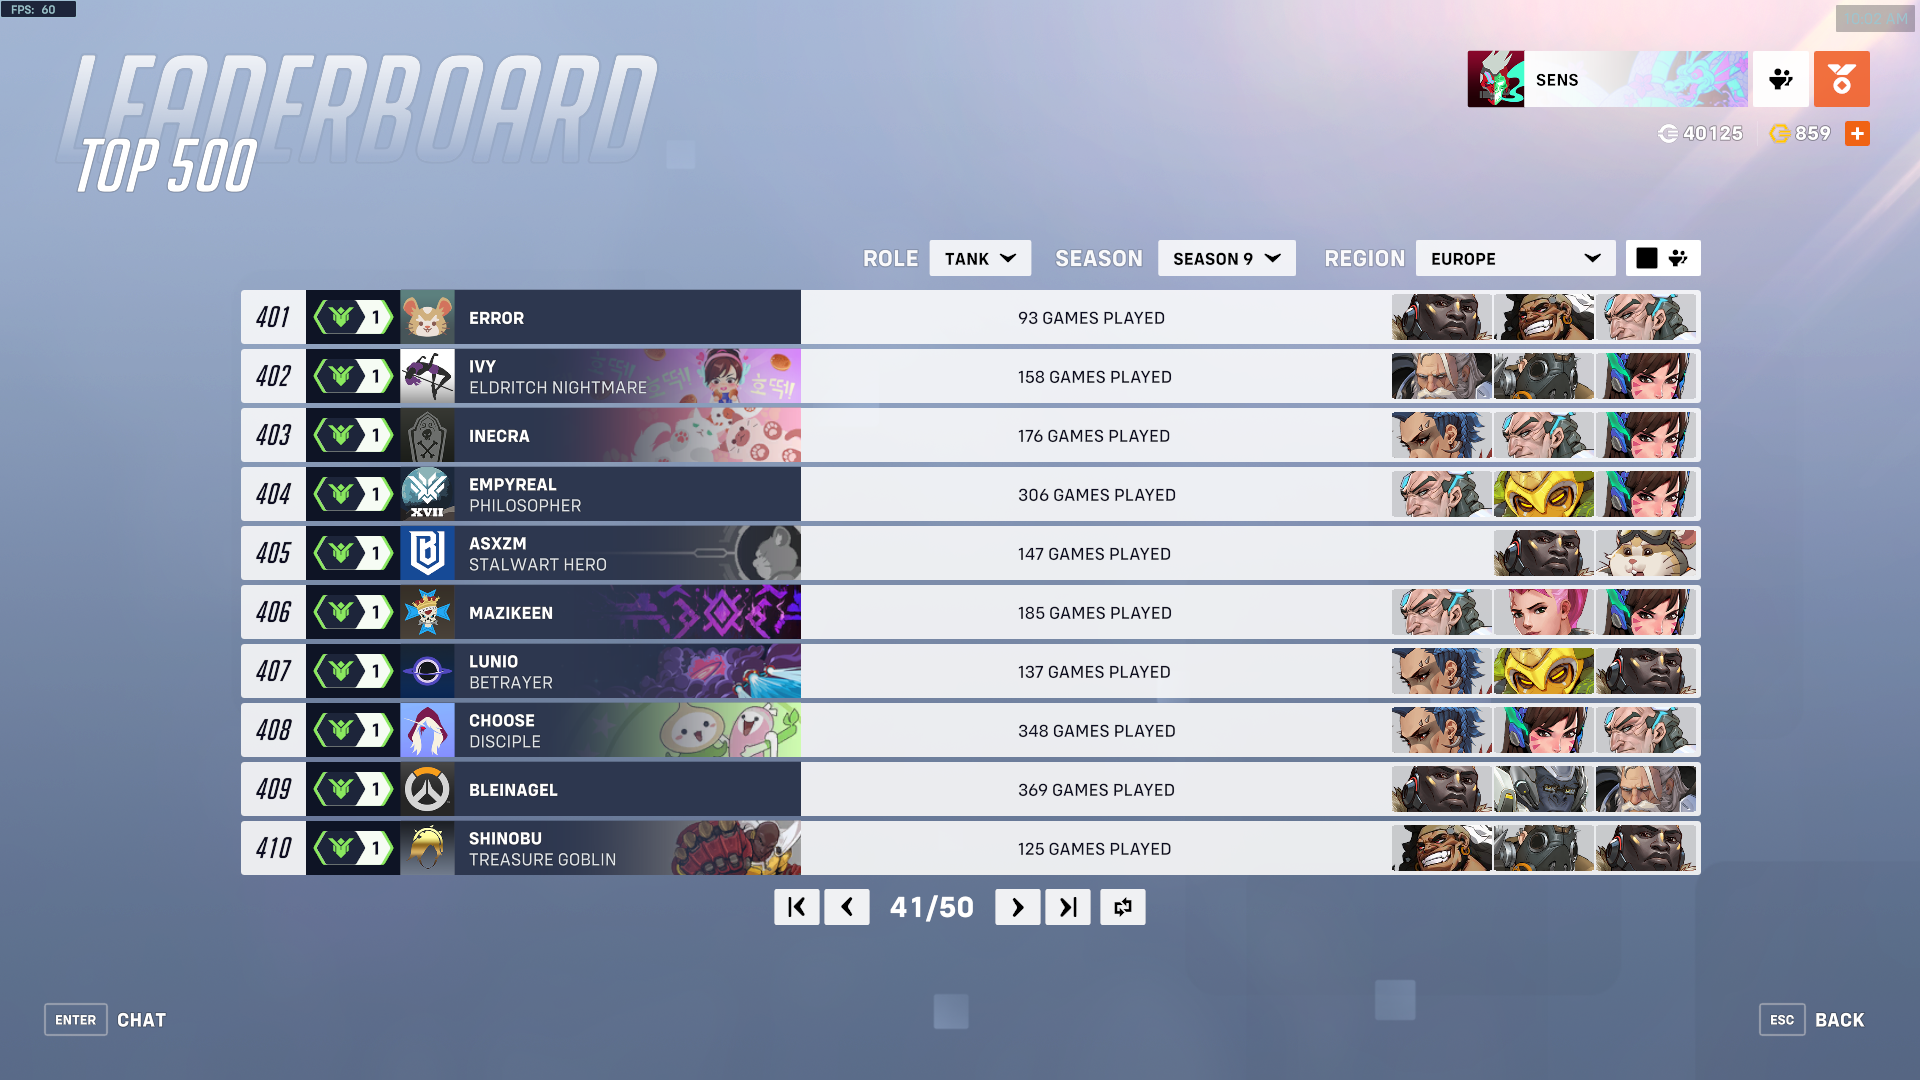 FPS: 60
LEADERBOARD
TOP 500
SENS
40125
859
ROLE TANK SEASON SEASON 9 REGION EUROPE
401 1 ERROR 93 GAMES PLAYED
402 1 IVY 158 GAMES PLAYED
ELDRITCH NIGHTMARE
호떡!
호떡!
403 1 INECRA 176 GAMES PLAYED
404 XVII 1 EMPYREAL 306 GAMES PLAYED
PHILOSOPHER
405 1 ASXZM 147 GAMES PLAYED
STALWART HERO
406 1 MAZIKEEN 185 GAMES PLAYED
407 1 LUNIO 137 GAMES PLAYED
BETRAYER
408 1 CHOOSE 348 GAMES PLAYED
DISCIPLE
409 1 BLEINAGEL 369 GAMES PLAYED
410 1 SHINOBU 125 GAMES PLAYED
TREASURE GOBLIN
41/50
ENTER CHAT
ESC BACK